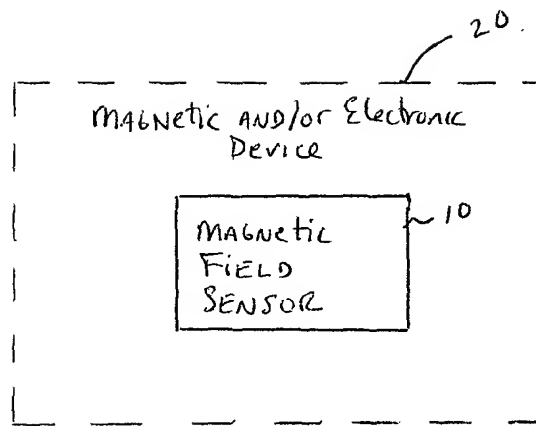 20.
MAGNetic AND/or Electronic
Device
10
MAGNetic
FiELD
SENSOR